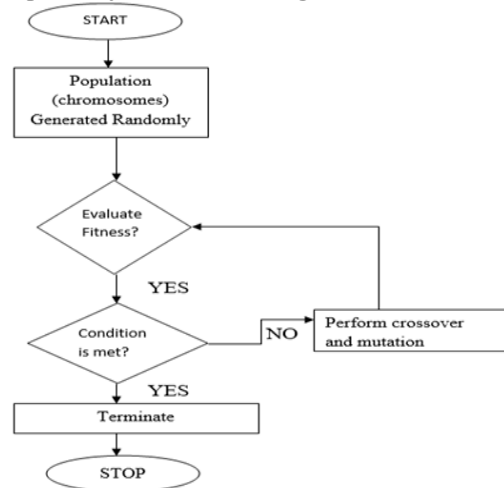 START
Population
(chromosomes)
Generated Randomly
Evaluate
Fitness?
YES
Condition
is met?
NO
Perform crossover
and mutation
YES
Terminate
STOP